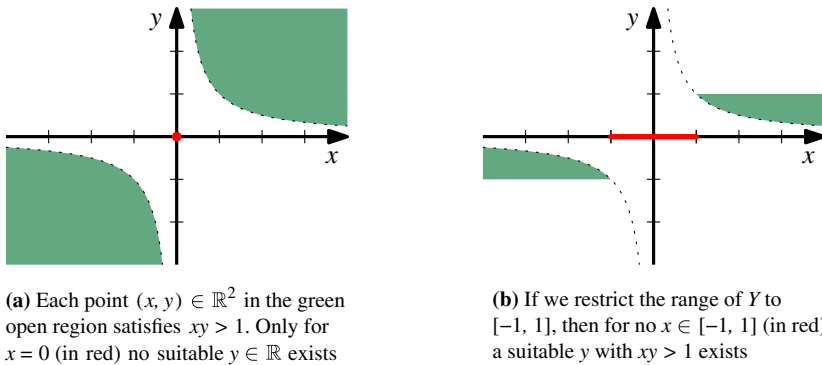 y
x
(a) Each point (x, y) ∈ ℝ² in the green
open region satisfies xy > 1. Only for
x = 0 (in red) no suitable y ∈ ℝ exists
y
x
(b) If we restrict the range of Y to
[−1, 1], then for no x ∈ [−1, 1] (in red)
a suitable y with xy > 1 exists